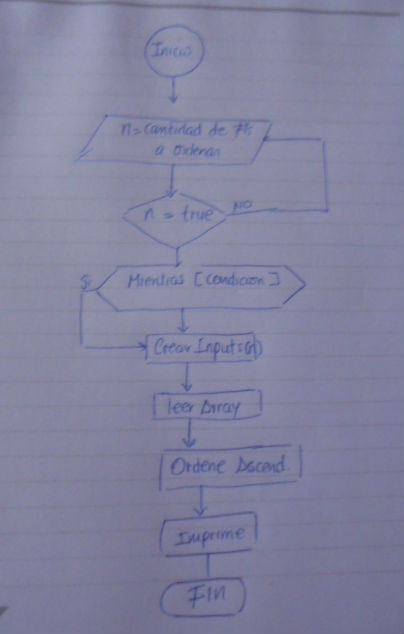 Inicio
n=cantidad de #s
a ordenar
NO
n = true
Mientras [condicion]
Si
Crear Inputs(n)
leer Array
Ordene Ascend.
Imprime
FIN